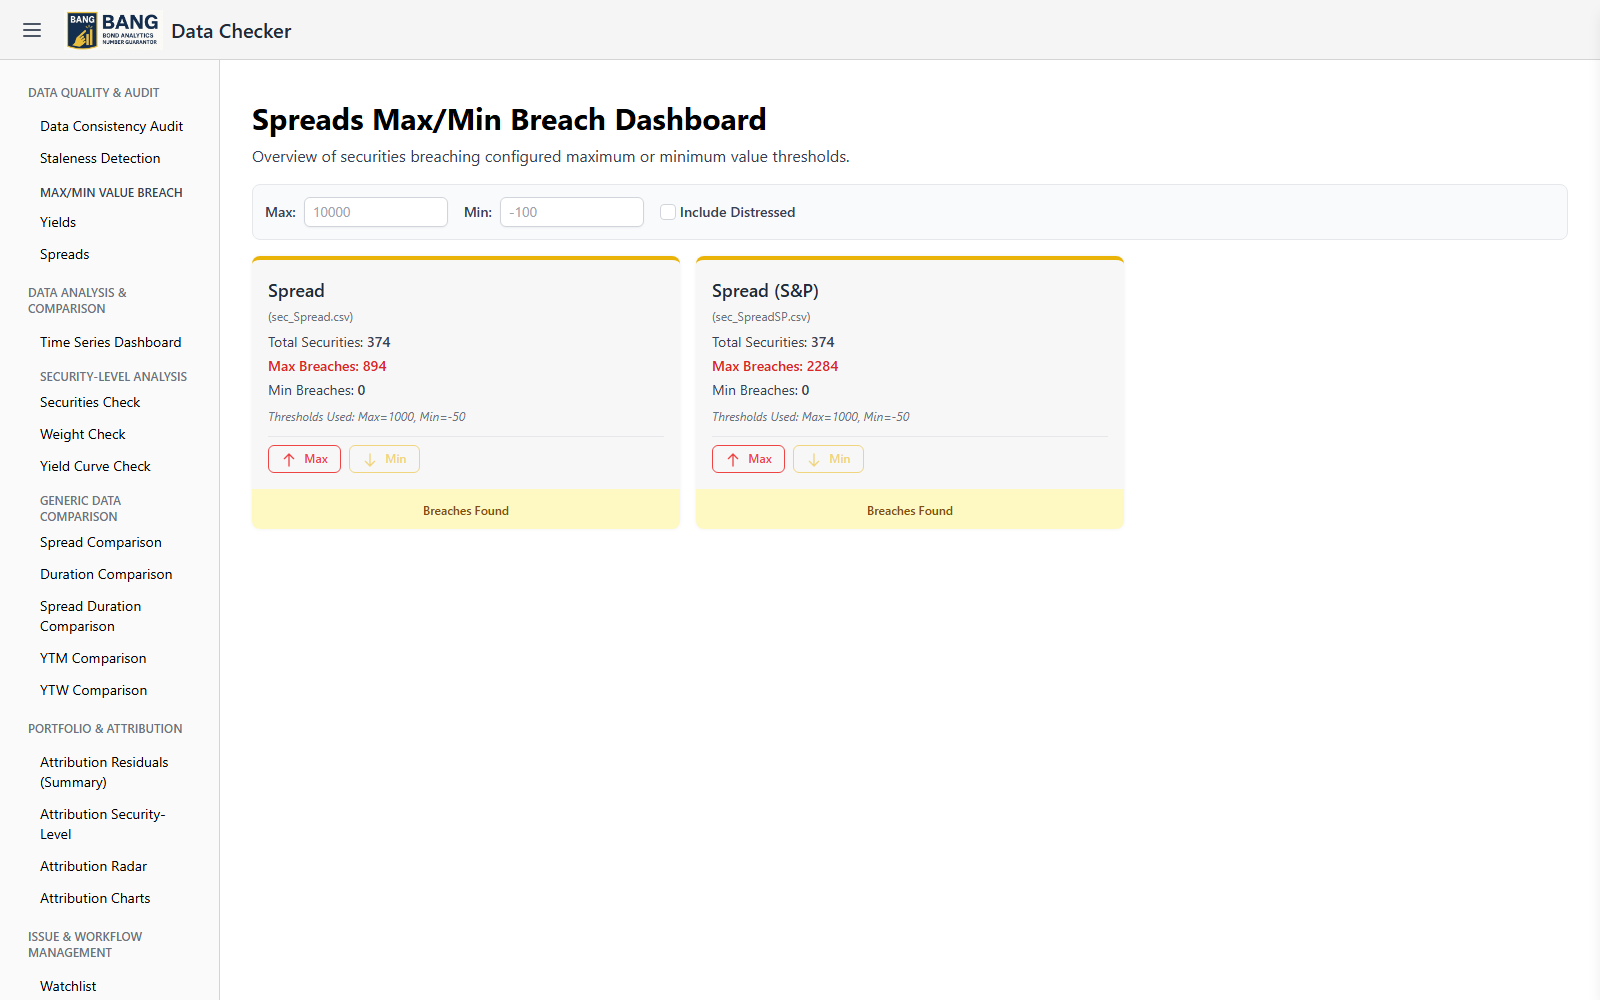 BANG
BANG
BOND ANALYTICS
NUMBER GUARANTOR
Data Checker
DATA QUALITY & AUDIT
Data Consistency Audit
Staleness Detection
MAX/MIN VALUE BREACH
Yields
Spreads
DATA ANALYSIS &
COMPARISON
Time Series Dashboard
SECURITY-LEVEL ANALYSIS
Securities Check
Weight Check
Yield Curve Check
GENERIC DATA
COMPARISON
Spread Comparison
Duration Comparison
Spread Duration
Comparison
YTM Comparison
YTW Comparison
PORTFOLIO & ATTRIBUTION
Attribution Residuals
(Summary)
Attribution Security-
Level
Attribution Radar
Attribution Charts
ISSUE & WORKFLOW
MANAGEMENT
Watchlist
Spreads Max/Min Breach Dashboard
Overview of securities breaching configured maximum or minimum value thresholds.
Max: 10000 Min: -100 Include Distressed
Spread
(sec_Spread.csv)
Total Securities: 374
Max Breaches: 894
Min Breaches: 0
Thresholds Used: Max=1000, Min=-50
Max Min
Breaches Found
Spread (S&P)
(sec_SpreadSP.csv)
Total Securities: 374
Max Breaches: 2284
Min Breaches: 0
Thresholds Used: Max=1000, Min=-50
Max Min
Breaches Found